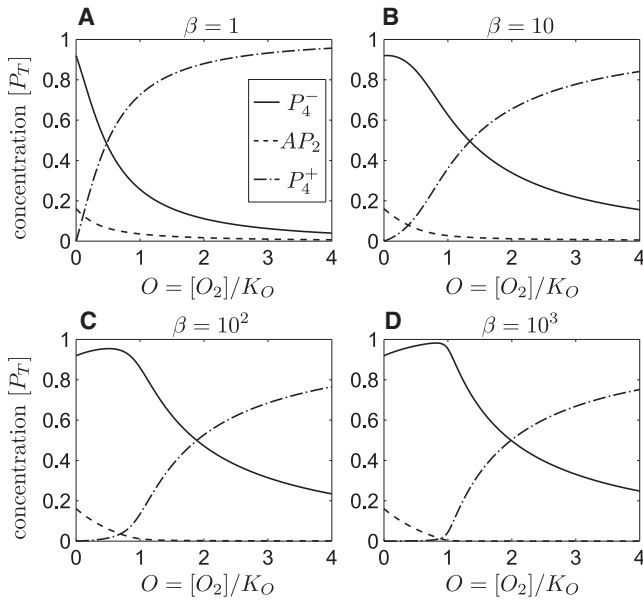 A β = 1
B β = 10
concentration [P_T]
1
0.8
0.6
0.4
0.2
0
P_4^-
AP_2
P_4^+
0 1 2 3 4
O = [O_2]/K_O
1
0.8
0.6
0.4
0.2
0
0 1 2 3 4
O = [O_2]/K_O
C β = 10^2
D β = 10^3
concentration [P_T]
1
0.8
0.6
0.4
0.2
0
0 1 2 3 4
O = [O_2]/K_O
1
0.8
0.6
0.4
0.2
0
0 1 2 3 4
O = [O_2]/K_O